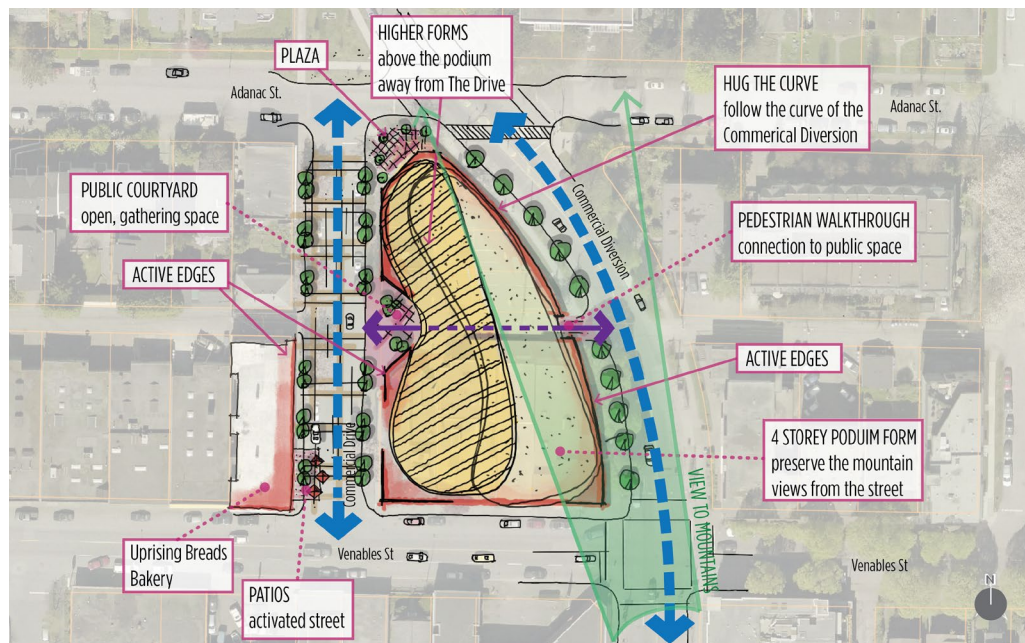 PLAZA
HIGHER FORMS
above the podium
away from The Drive
Adanac St.
HUG THE CURVE
follow the curve of the
Commerical Diversion
Adanac St.
PUBLIC COURTYARD
open, gathering space
Commercial Diversion
PEDESTRIAN WALKTHROUGH
connection to public space
ACTIVE EDGES
ACTIVE EDGES
4 STOREY PODUIM FORM
preserve the mountain
views from the street
Commercial Drive
VIEW TO MOUNTAINS
Uprising Breads
Bakery
Venables St
Venables St
PATIOS
activated street
N